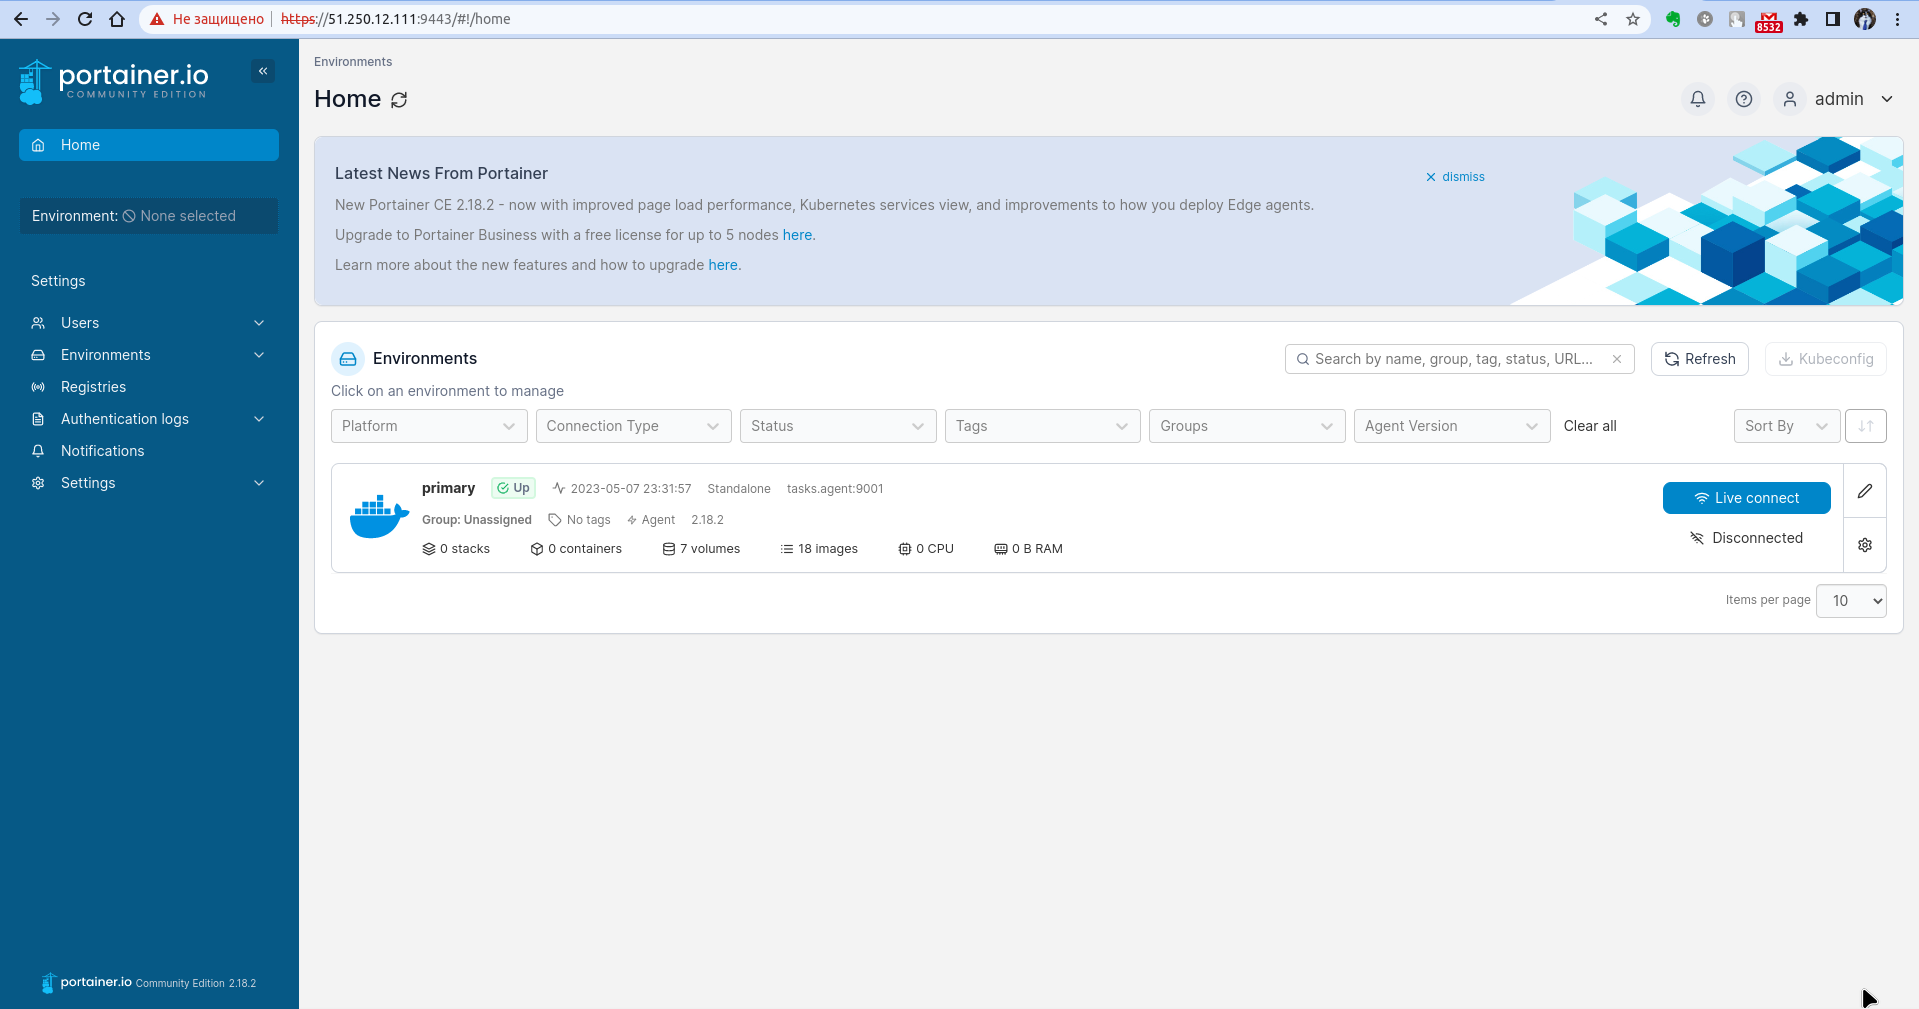 Не защищено https://51.250.12.111:9443/#!/home
8532
portainer.io
COMMUNITY EDITION
Home
Environment: None selected
Settings
Users
Environments
Registries
Authentication logs
Notifications
Settings
portainer.io Community Edition 2.18.2
Environments
Home
admin
Latest News From Portainer
dismiss
New Portainer CE 2.18.2 - now with improved page load performance, Kubernetes services view, and improvements to how you deploy Edge agents.
Upgrade to Portainer Business with a free license for up to 5 nodes here.
Learn more about the new features and how to upgrade here.
Environments
Search by name, group, tag, status, URL...
Refresh
Kubeconfig
Click on an environment to manage
Platform Connection Type Status Tags Groups Agent Version Clear all Sort By
primary Up 2023-05-07 23:31:57 Standalone tasks.agent:9001
Group: Unassigned No tags Agent 2.18.2
0 stacks 0 containers 7 volumes 18 images 0 CPU 0 B RAM
Live connect
Disconnected
Items per page 10